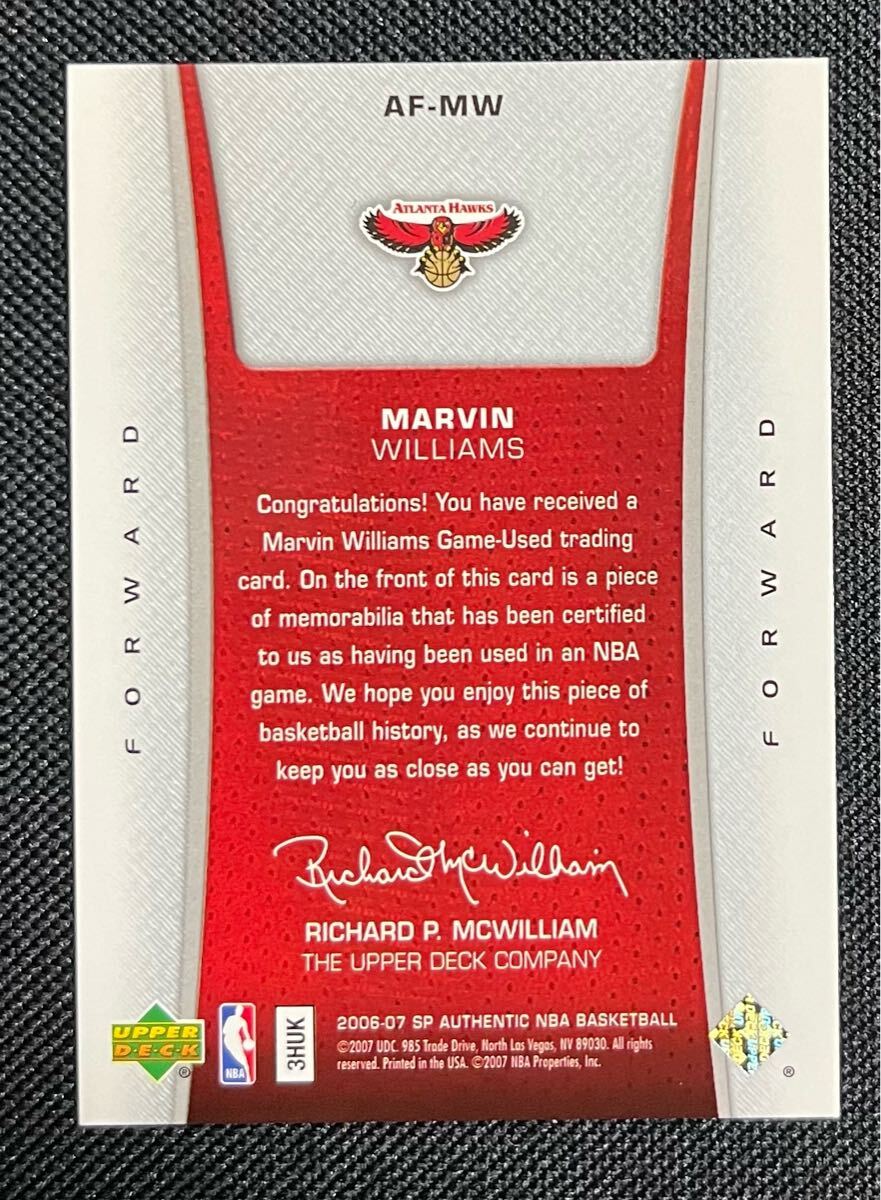 AF-MW
ATLANTA HAWKS
MARVIN
WILLIAMS
FORWARD
FORWARD
Congratulations! You have received a
Marvin Williams Game-Used trading
card. On the front of this card is a piece
of memorabilia that has been certified
to us as having been used in an NBA
game. We hope you enjoy this piece of
basketball history, as we continue to
keep you as close as you can get!
Richard McWilliam
RICHARD P. MCWILLIAM
THE UPPER DECK COMPANY
UPPER
D·E·C·K
®
NBA
3HUK
2006-07 SP AUTHENTIC NBA BASKETBALL
©2007 UDC. 985 Trade Drive, North Las Vegas, NV 89030. All rights
reserved. Printed in the USA. ©2007 NBA Properties, Inc.
®